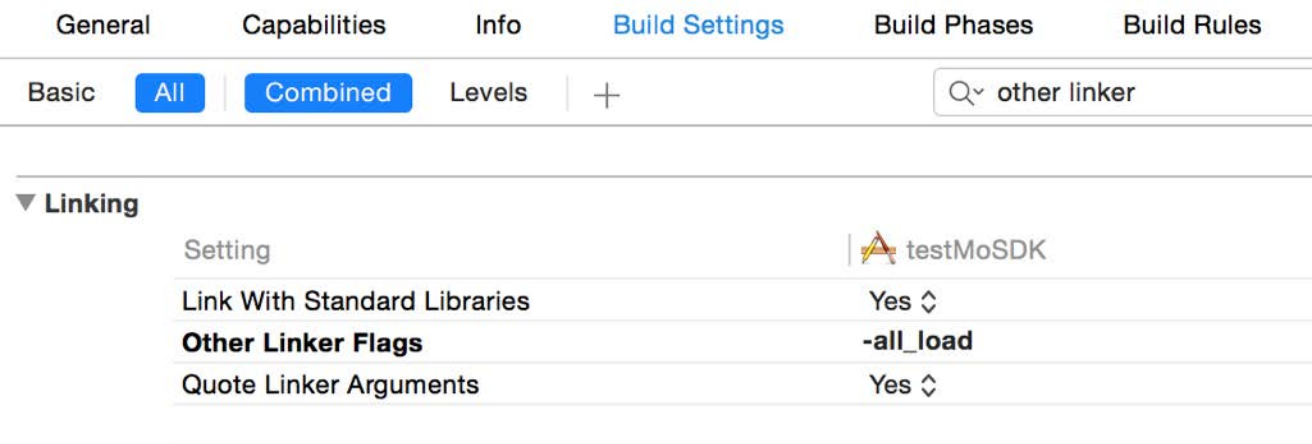 General Capabilities Info Build Settings Build Phases Build Rules
Basic All Combined Levels + other linker
Linking
Setting testMoSDK
Link With Standard Libraries Yes
Other Linker Flags -all_load
Quote Linker Arguments Yes